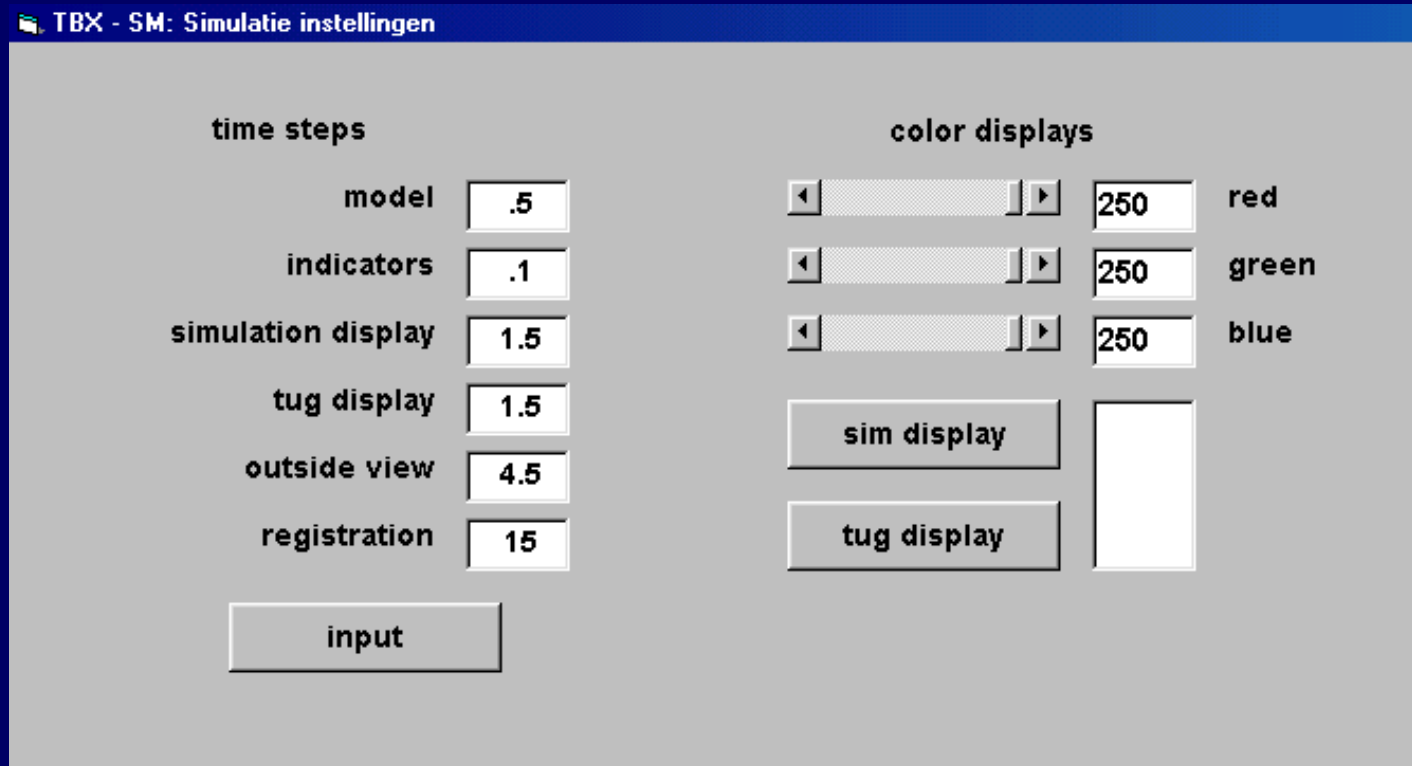 TBX - SM: Simulatie instellingen
time steps
model .5
indicators .1
simulation display 1.5
tug display 1.5
outside view 4.5
registration 15
input
color displays
250 red
250 green
250 blue
sim display
tug display